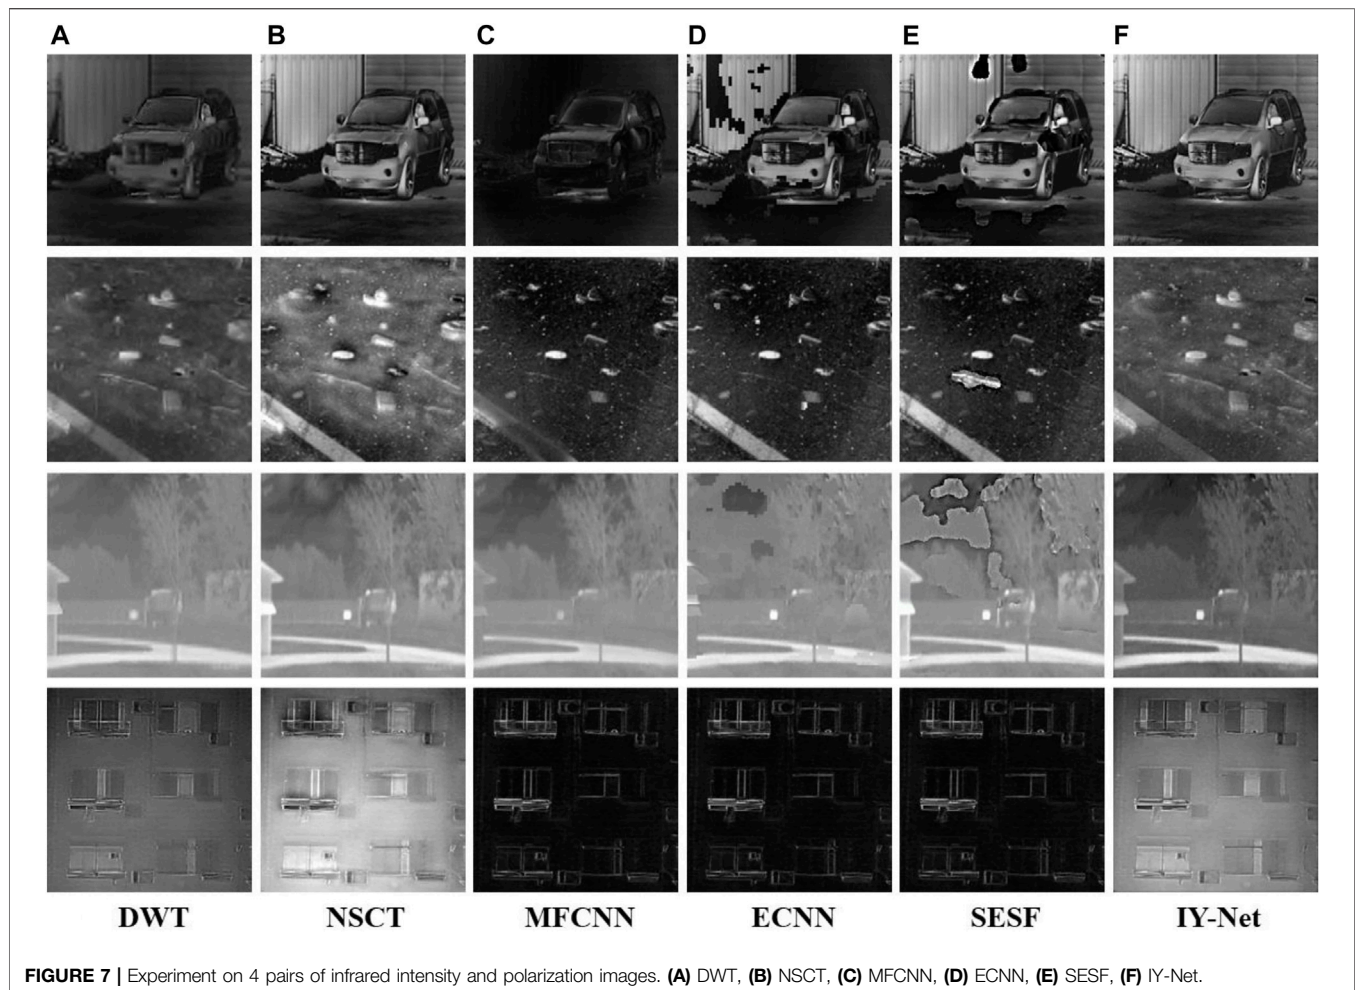 A B C D E F
DWT NSCT MFCNN ECNN SESF IY-Net
FIGURE 7 | Experiment on 4 pairs of infrared intensity and polarization images. (A) DWT, (B) NSCT, (C) MFCNN, (D) ECNN, (E) SESF, (F) IY-Net.